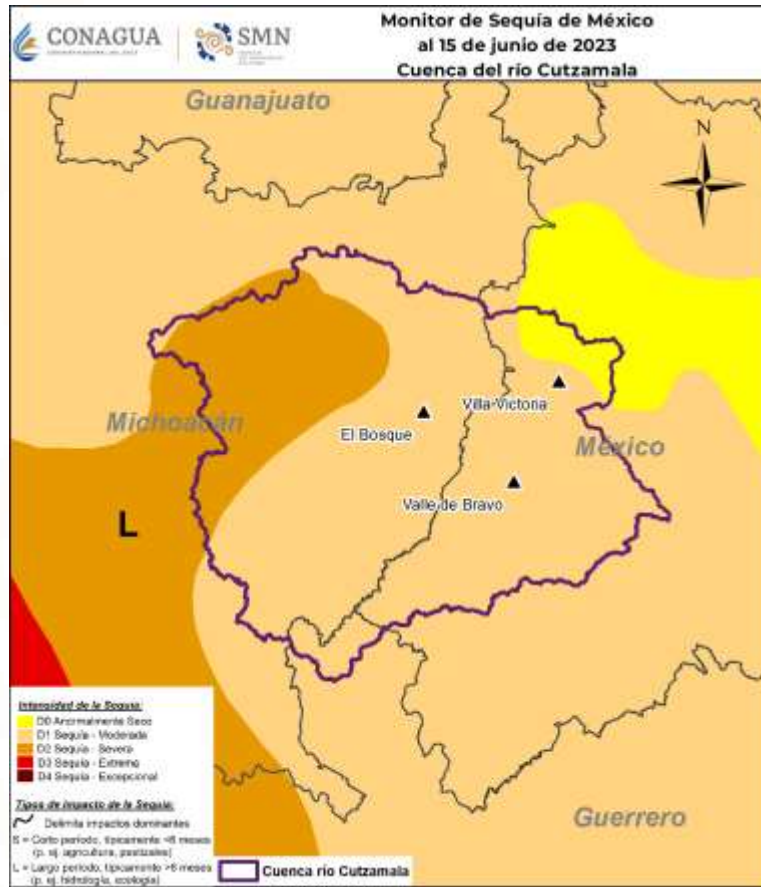 CONAGUA
SMN
Monitor de Sequía de México
al 15 de junio de 2023
Cuenca del río Cutzamala
Guanajuato
N
Villa Victoria
Michoacán
El Bosque
México
Valle de Bravo
L
Intensidad de la Sequía:
D0 Anormalmente Seco
D1 Sequía - Moderada
D2 Sequía - Severa
D3 Sequía - Extrema
D4 Sequía - Excepcional
Tipos de impacto de la Sequía:
Delimita impactos dominantes
S = Corto período, típicamente <6 meses
(p. ej. agricultura, pastizales)
L = Largo período, típicamente >6 meses
(p. ej. hidrología, ecología)
Cuenca río Cutzamala
Guerrero